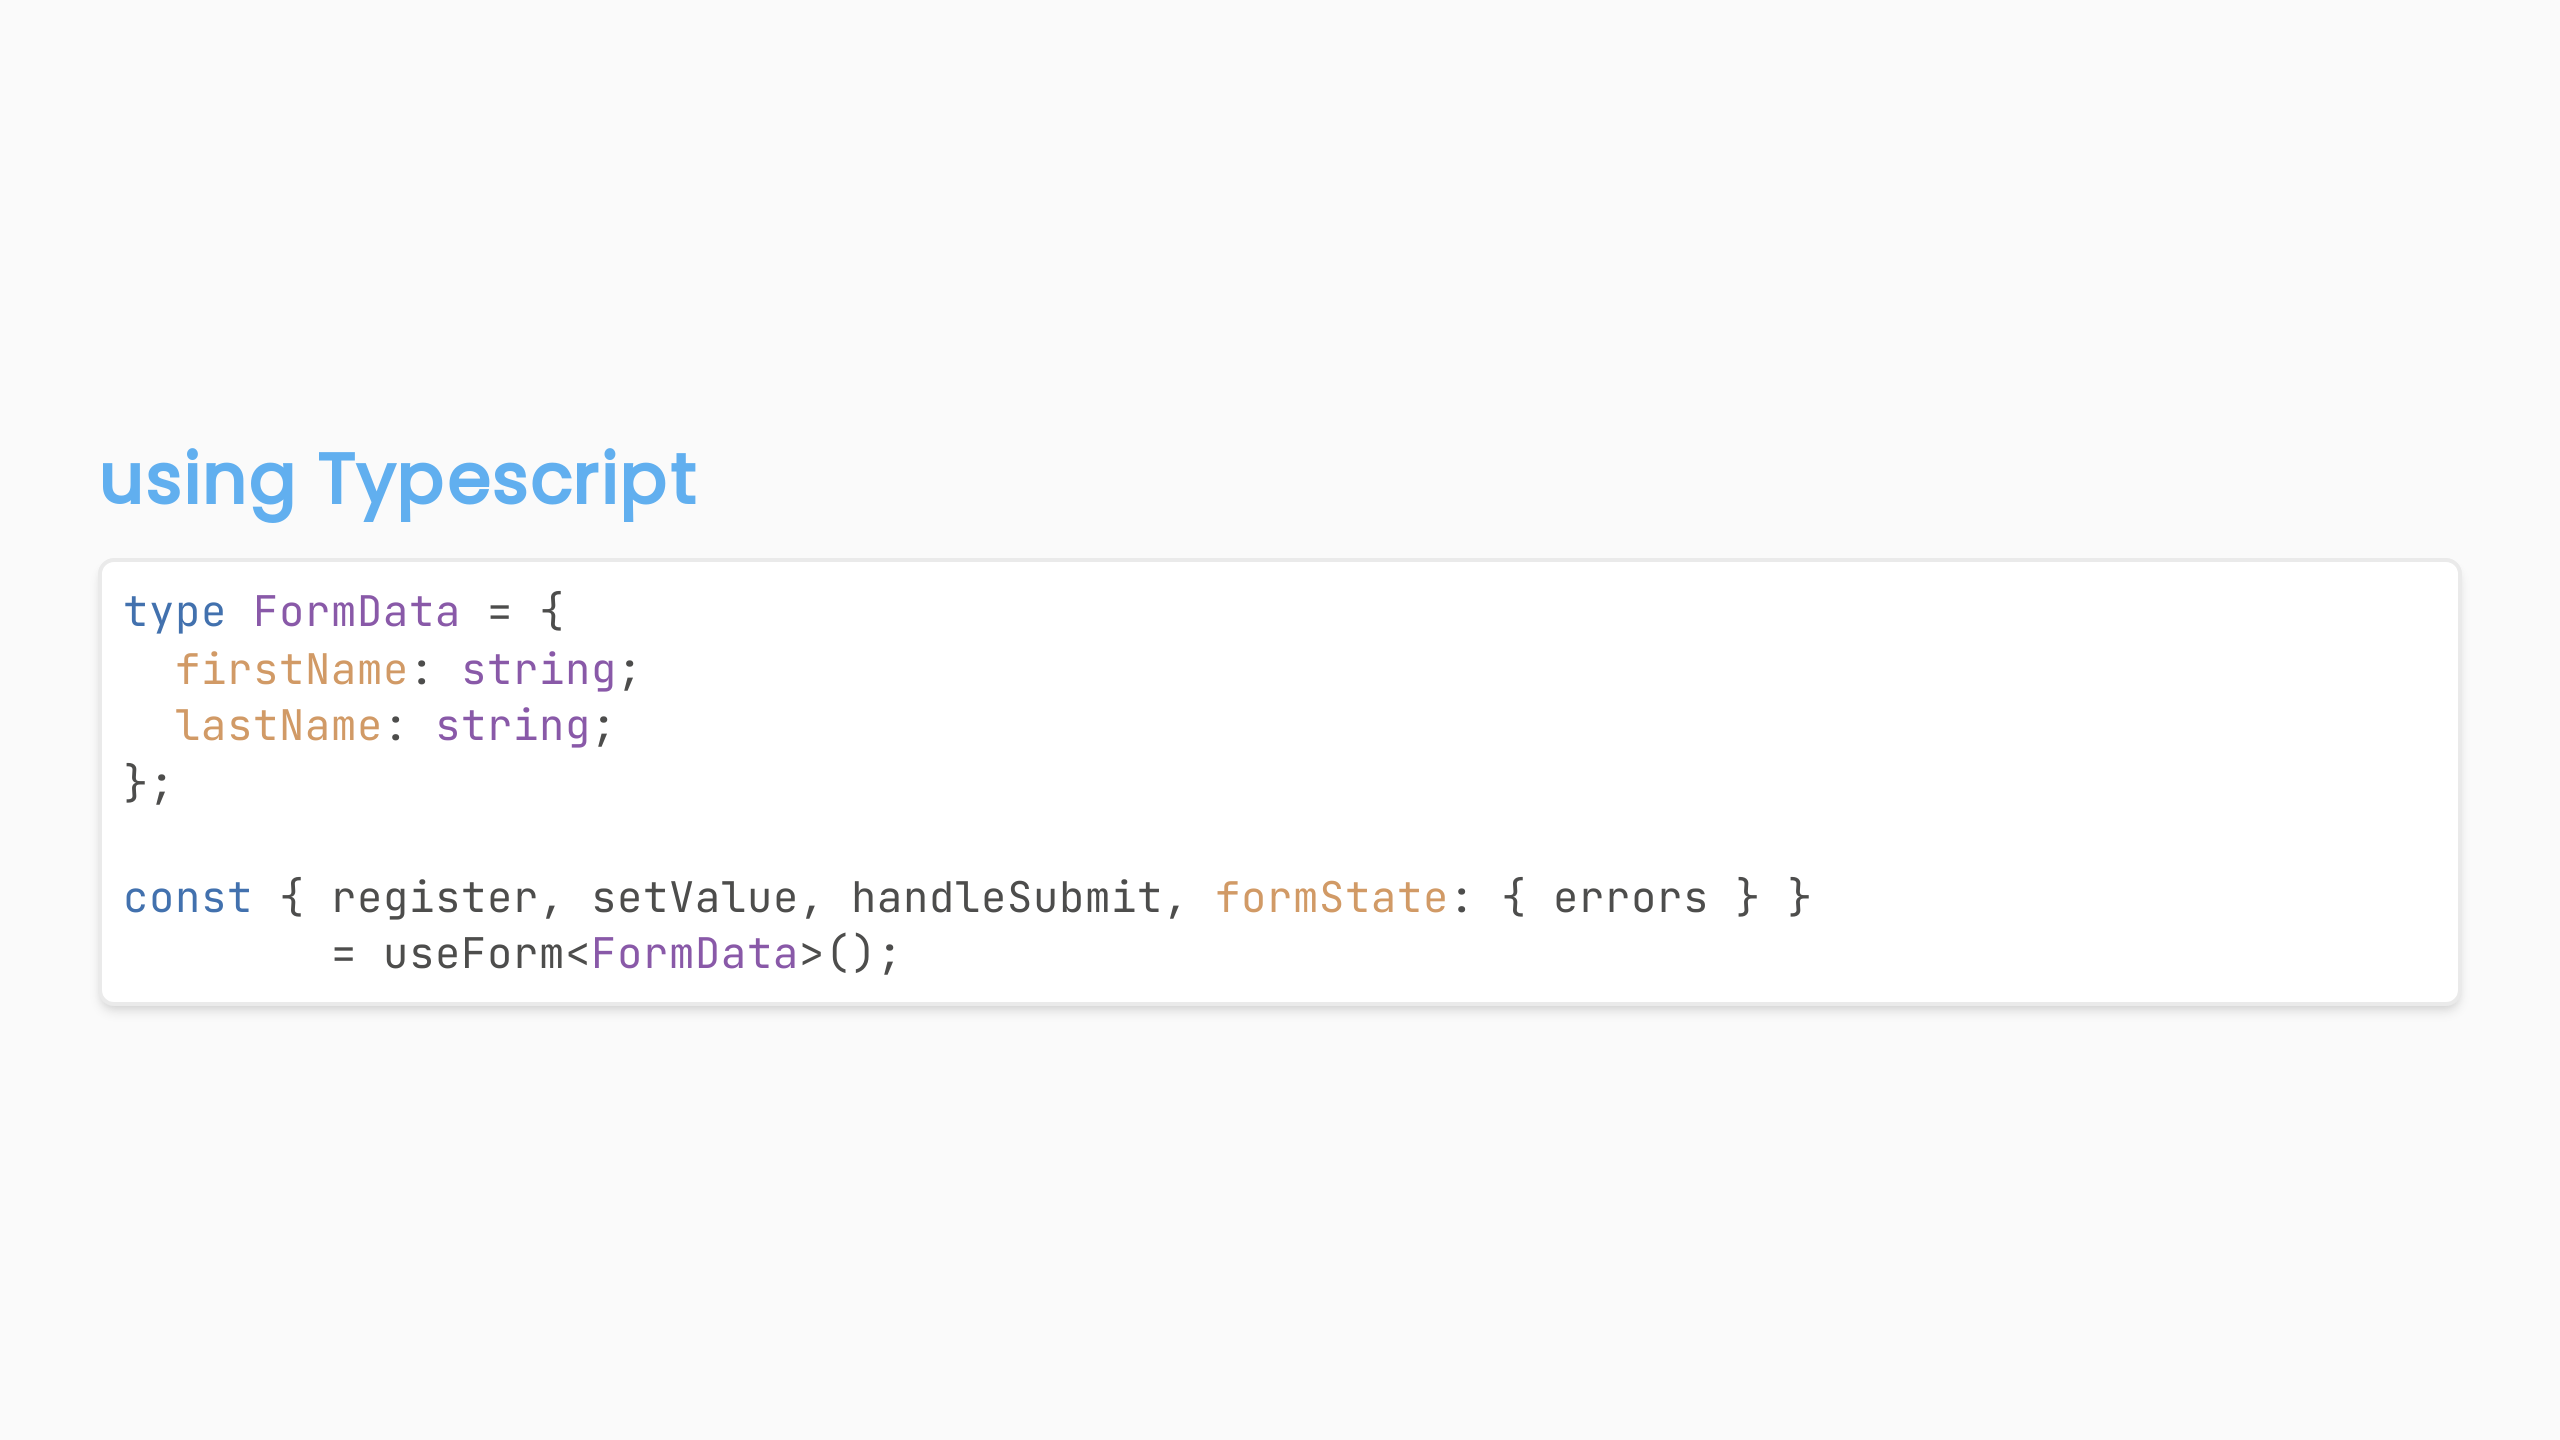 using Typescript
type FormData = {
  firstName: string;
  lastName: string;
};

const { register, setValue, handleSubmit, formState: { errors } }
        = useForm<FormData>();